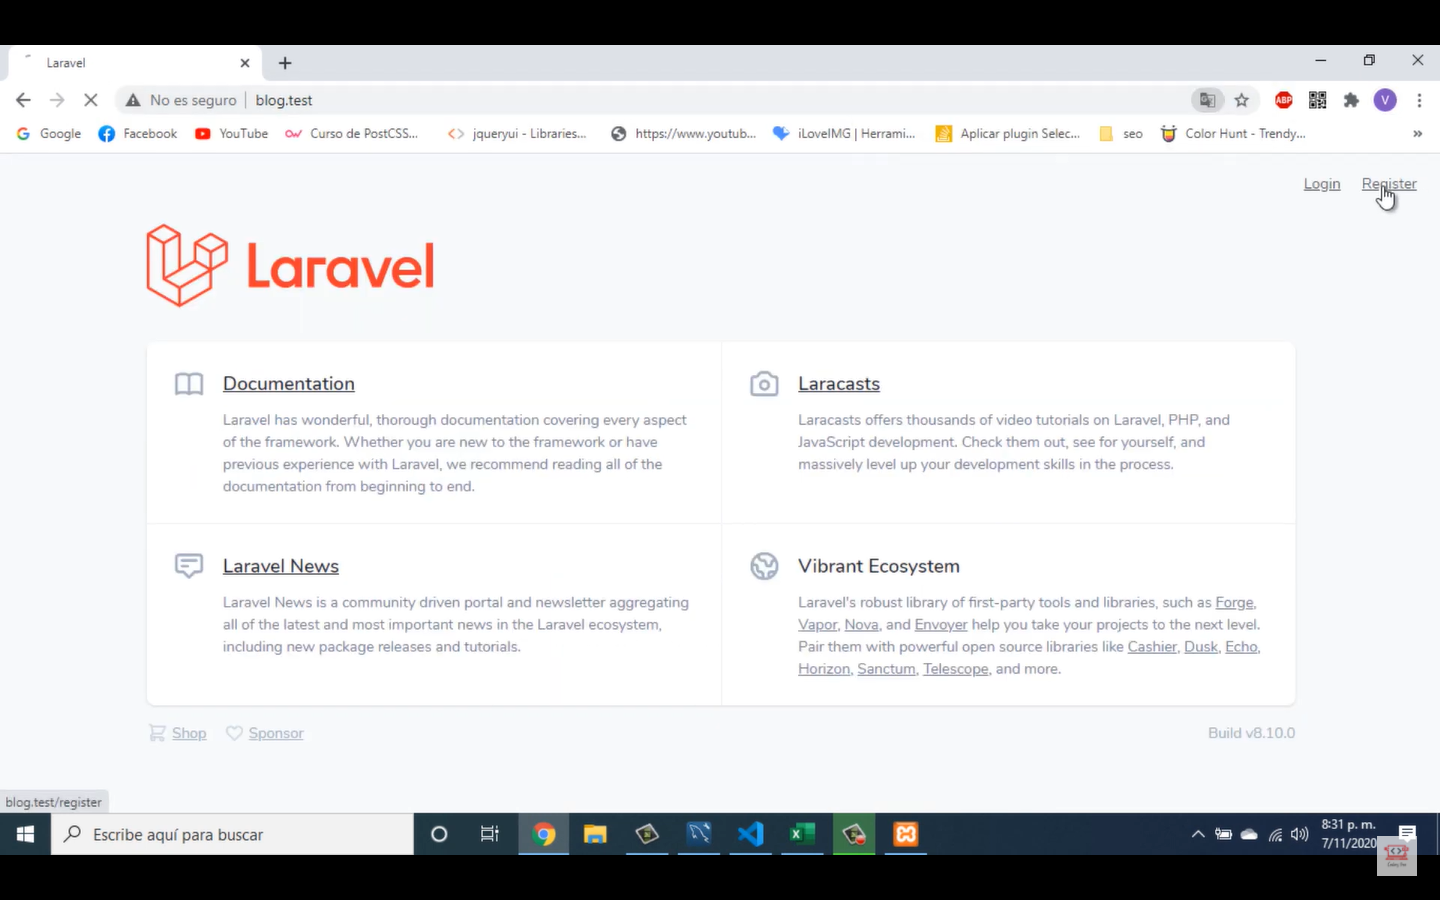 Laravel
No es seguro
blog.test
ABP
V
Google
Facebook
YouTube
Curso de PostCSS...
jqueryui - Libraries...
https://www.youtub...
iLoveIMG | Herrami...
Aplicar plugin Selec...
seo
Color Hunt - Trendy...
»
Login
Register
Laravel
Documentation
Laravel has wonderful, thorough documentation covering every aspect
of the framework. Whether you are new to the framework or have
previous experience with Laravel, we recommend reading all of the
documentation from beginning to end.
Laracasts
Laracasts offers thousands of video tutorials on Laravel, PHP, and
JavaScript development. Check them out, see for yourself, and
massively level up your development skills in the process.
Laravel News
Laravel News is a community driven portal and newsletter aggregating
all of the latest and most important news in the Laravel ecosystem,
including new package releases and tutorials.
Vibrant Ecosystem
Laravel's robust library of first-party tools and libraries, such as Forge,
Vapor, Nova, and Envoyer help you take your projects to the next level.
Pair them with powerful open source libraries like Cashier, Dusk, Echo,
Horizon, Sanctum, Telescope, and more.
Shop
Sponsor
Build v8.10.0
blog.test/register
Escribe aquí para buscar
8:31 p. m.
7/11/2020